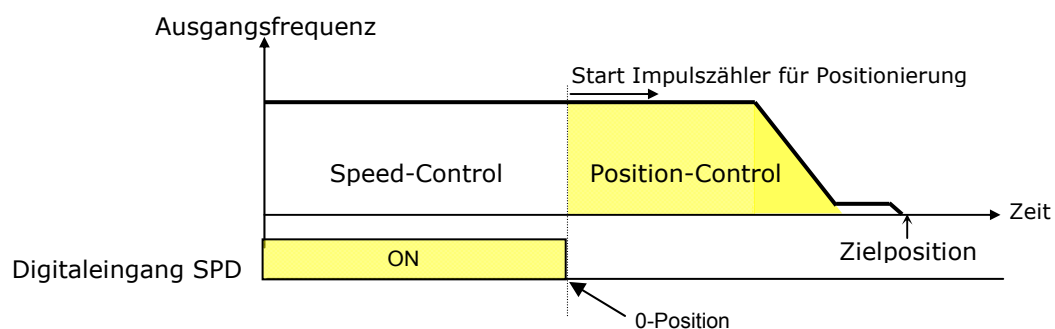 Ausgangsfrequenz
Start Impulszähler für Positionierung
Speed-Control
Position-Control
Zeit
Zielposition
Digitaleingang SPD
ON
0-Position